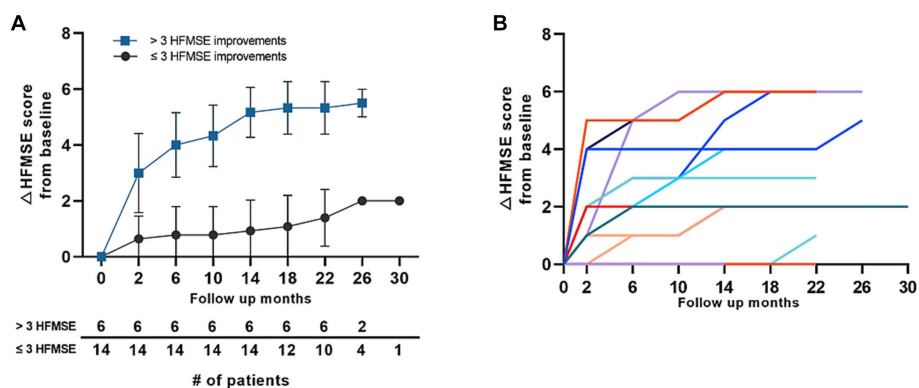 A
> 3 HFMSE improvements
≤ 3 HFMSE improvements
△HFMSE score
from baseline
8
6
4
2
0
0 2 6 10 14 18 22 26 30
Follow up months
> 3 HFMSE 6 6 6 6 6 6 6 2
≤ 3 HFMSE 14 14 14 14 14 12 10 4 1
# of patients
B
△HFMSE score
from baseline
8
6
4
2
0
0 2 6 10 14 18 22 26 30
Follow up months